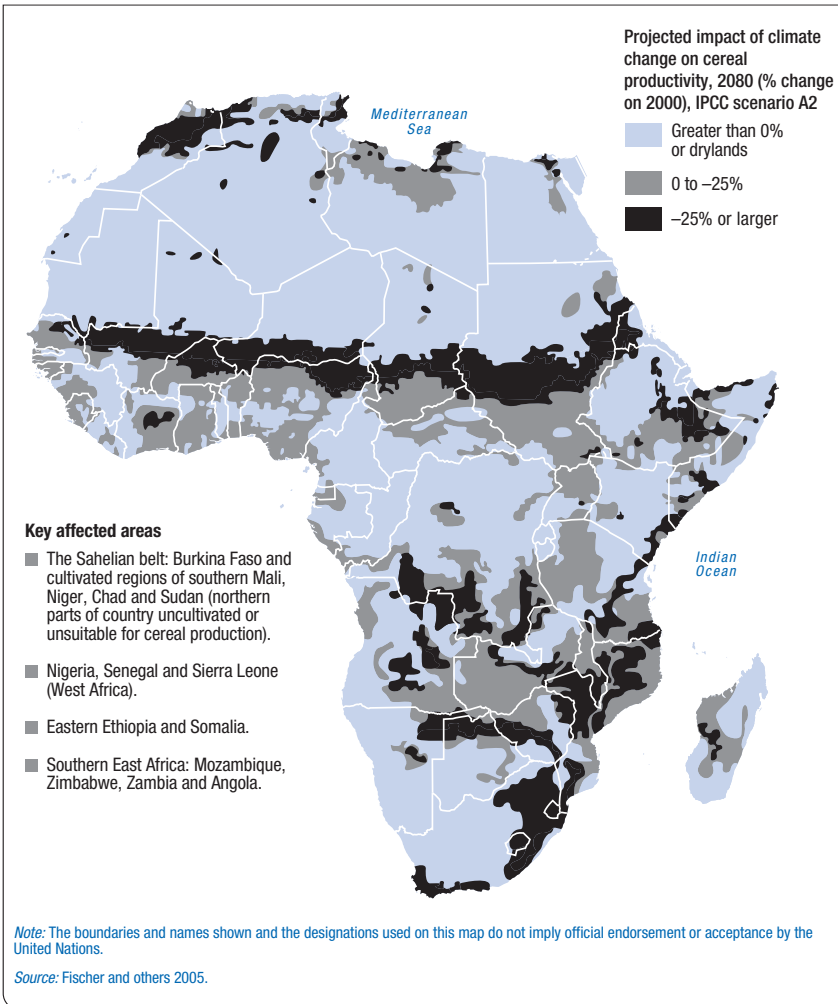 Projected impact of climate
change on cereal
productivity, 2080 (% change
on 2000), IPCC scenario A2
Greater than 0%
or drylands
0 to –25%
–25% or larger
Mediterranean
Sea
Indian
Ocean
Key affected areas
The Sahelian belt: Burkina Faso and
cultivated regions of southern Mali,
Niger, Chad and Sudan (northern
parts of country uncultivated or
unsuitable for cereal production).
Nigeria, Senegal and Sierra Leone
(West Africa).
Eastern Ethiopia and Somalia.
Southern East Africa: Mozambique,
Zimbabwe, Zambia and Angola.
Note: The boundaries and names shown and the designations used on this map do not imply official endorsement or acceptance by the
United Nations.
Source: Fischer and others 2005.